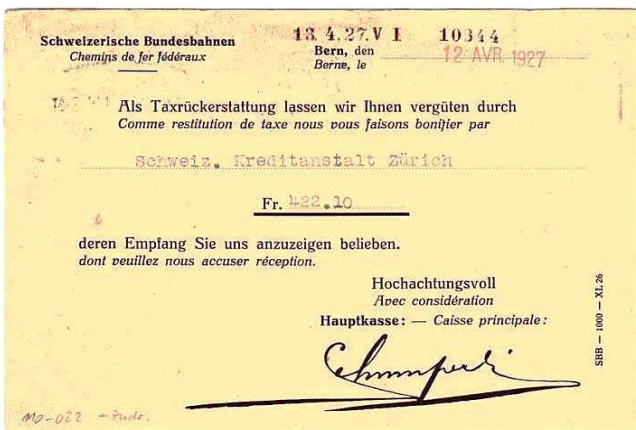 Schweizerische Bundesbahnen
Chemins de fer fédéraux
13.4.27.V I 10344
Bern, den
Berne, le
12 AVR. 1927
Als Taxrückerstattung lassen wir Ihnen vergüten durch
Comme restitution de taxe nous vous faisons bonifier par
Schweiz. Kreditanstalt Zürich
Fr. 422.10
deren Empfang Sie uns anzuzeigen belieben.
dont veuillez nous accuser réception.
Hochachtungsvoll
Avec considération
Hauptkasse: — Caisse principale:
SBB — 1000 — XI. 26
MO-022